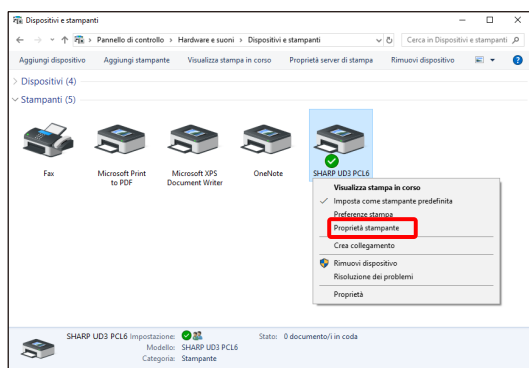 Dispositivi e stampanti
Pannello di controllo > Hardware e suoni > Dispositivi e stampanti
Cerca in Dispositivi e stampanti
Aggiungi dispositivo Aggiungi stampante Visualizza stampa in corso Proprietà server di stampa Rimuovi dispositivo
Dispositivi (4)
Stampanti (5)
Fax
Microsoft Print
to PDF
Microsoft XPS
Document Writer
OneNote
SHARP UD3 PCL6
Visualizza stampa in corso
Imposta come stampante predefinita
Preferenze stampa
Proprietà stampante
Crea collegamento
Rimuovi dispositivo
Risoluzione dei problemi
Proprietà
SHARP UD3 PCL6 Impostazione: Stato: 0 documento/i in coda
Modello: SHARP UD3 PCL6
Categoria: Stampante